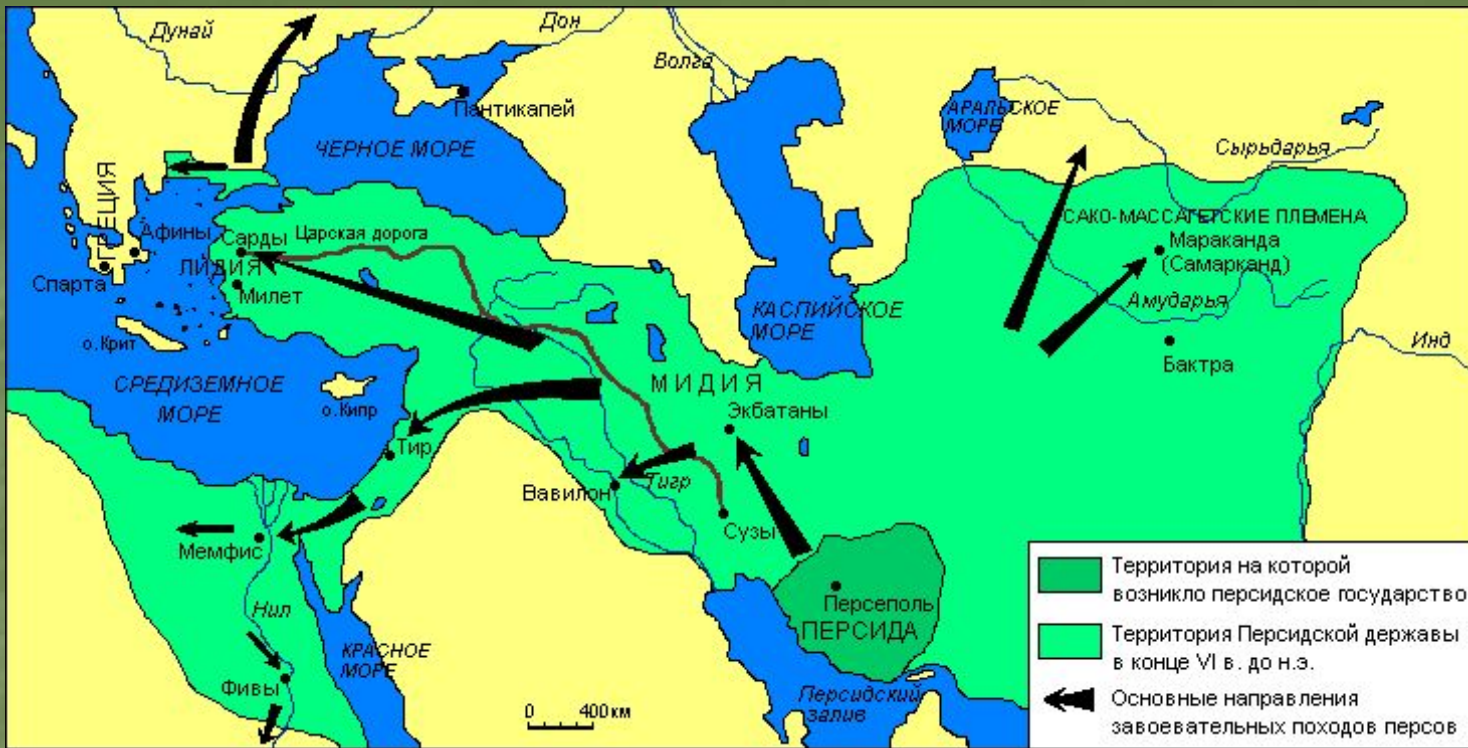 Дунай
Дон
Волга
Пантикапей
АРАЛЬСКОЕ
МОРЕ
Сырьдарья
ЧЕРНОЕ МОРЕ
ГРЕЦИЯ
САКО-МАССАГЕТСКИЕ ПЛЕМЕНА
Афины
Сарды
Царская дорога
Мараканда
(Самарканд)
ЛИДИЯ
Спарта
Милет
Амударья
КАСПИЙСКОЕ
МОРЕ
о.Крит
Инд
Бактра
СРЕДИЗЕМНОЕ
МОРЕ
МИДИЯ
о.Кипр
Экбатаны
Тир
Вавилон
Тигр
Сузы
Мемфис
Нил
Персеполь
ПЕРСИДА
КРАСНОЕ
МОРЕ
Фивы
Персидский
залив
0 400 км
Территория на которой
возникло персидское государство
Территория Персидской державы
в конце VI в. до н.э.
Основные направления
завоевательных походов персов